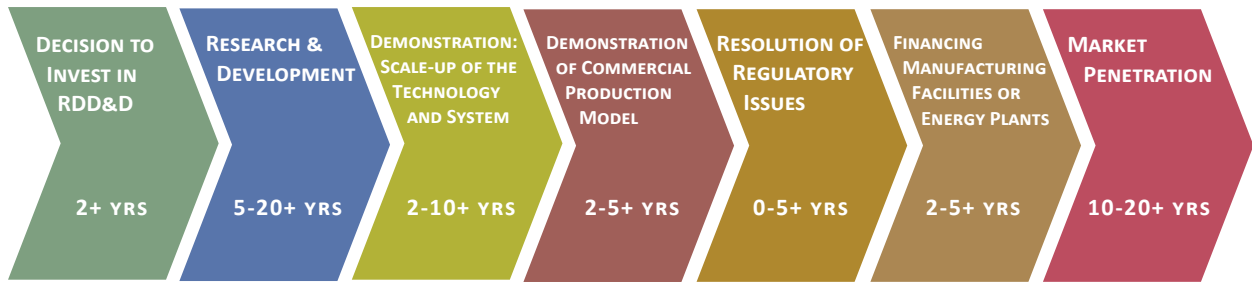 DECISION TO
INVEST IN
RDD&D
2+ YRS
RESEARCH &
DEVELOPMENT
5-20+ YRS
DEMONSTRATION:
SCALE-UP OF THE
TECHNOLOGY
AND SYSTEM
2-10+ YRS
DEMONSTRATION
OF COMMERCIAL
PRODUCTION
MODEL
2-5+ YRS
RESOLUTION OF
REGULATORY
ISSUES
0-5+ YRS
FINANCING
MANUFACTURING
FACILITIES OR
ENERGY PLANTS
2-5+ YRS
MARKET
PENETRATION
10-20+ YRS